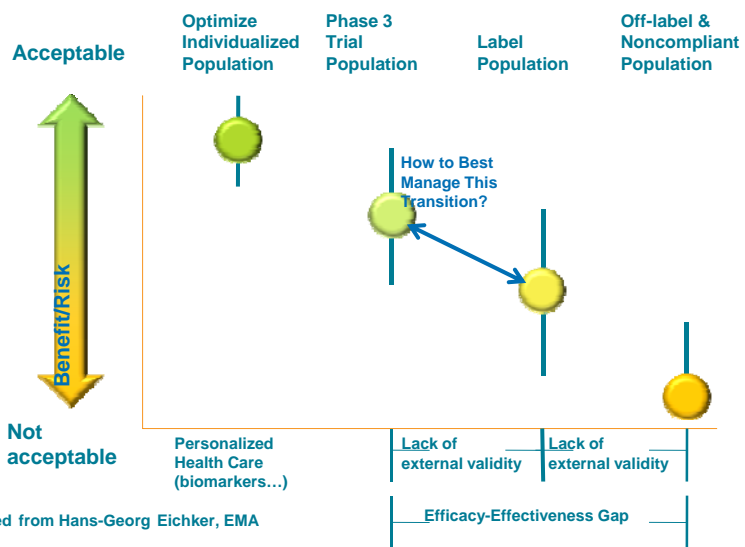 Acceptable
Optimize
Individualized
Population
Phase 3
Trial
Population
Label
Population
Off-label &
Noncompliant
Population
How to Best
Manage This
Transition?
Benefit/Risk
Not
acceptable
Personalized
Health Care
(biomarkers…)
Lack of
external validity
Lack of
external validity
Efficacy-Effectiveness Gap
ed from Hans-Georg Eichker, EMA